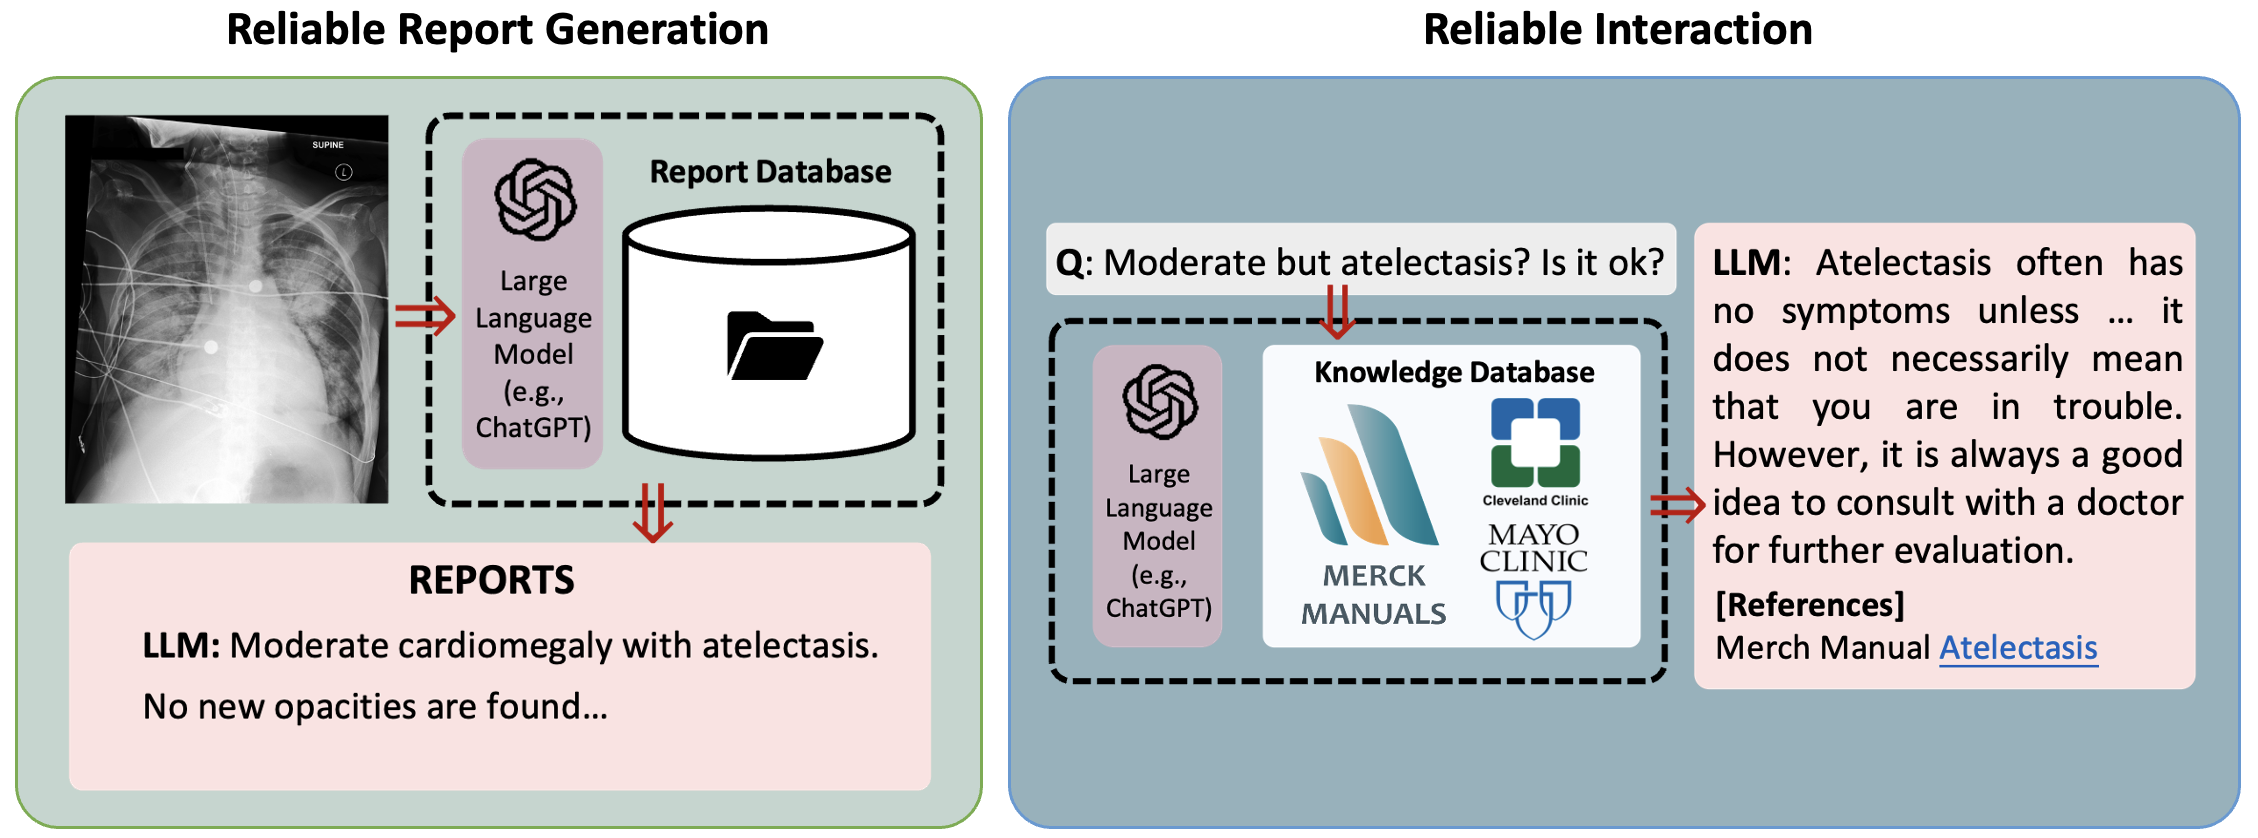 Reliable Report Generation
SUPINE
L
Large
Language
Model
(e.g.,
ChatGPT)
Report Database
REPORTS
LLM: Moderate cardiomegaly with atelectasis.
No new opacities are found...
Reliable Interaction
Q: Moderate but atelectasis? Is it ok?
Large
Language
Model
(e.g.,
ChatGPT)
Knowledge Database
MERCK
MANUALS
Cleveland Clinic
MAYO
CLINIC
LLM: Atelectasis often has
no symptoms unless ... it
does not necessarily mean
that you are in trouble.
However, it is always a good
idea to consult with a doctor
for further evaluation.
[References]
Merch Manual Atelectasis